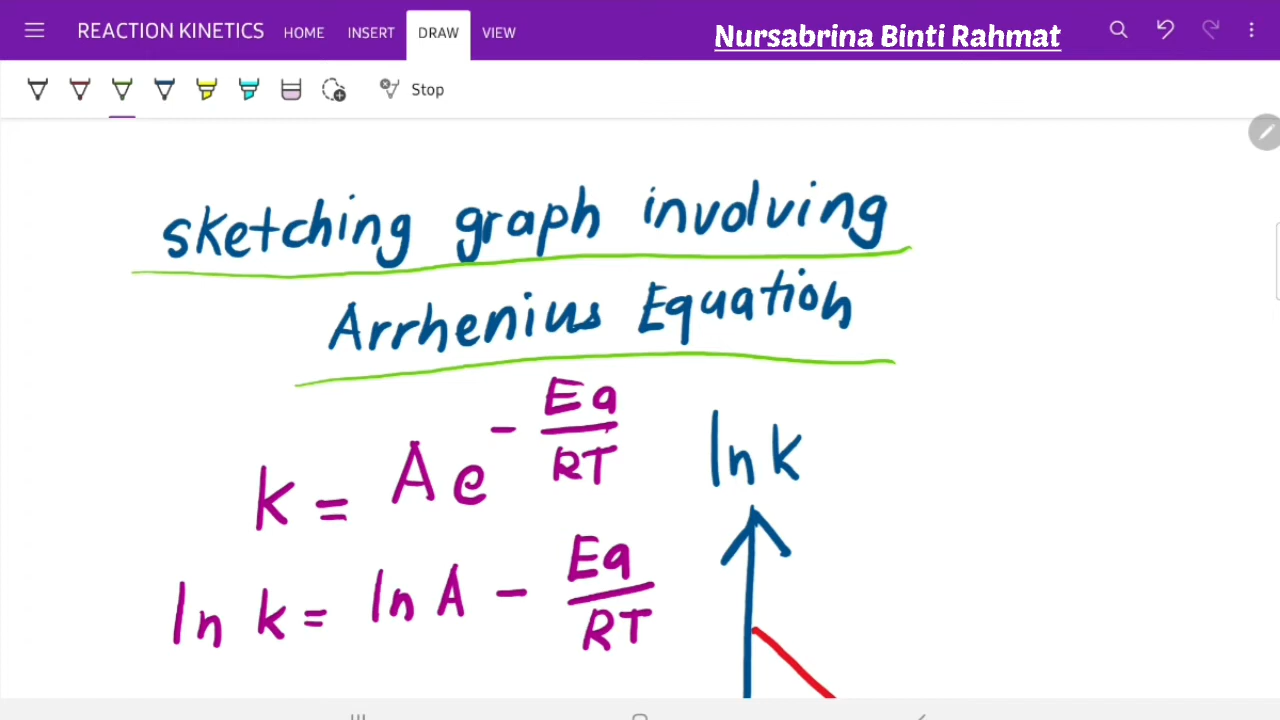 REACTION KINETICS HOME INSERT DRAW VIEW
Nursabrina Binti Rahmat
Stop
sketching graph involving
Arrhenius Equation
k = Ae^-Ea/RT
ln k
ln k = ln A - Ea/RT